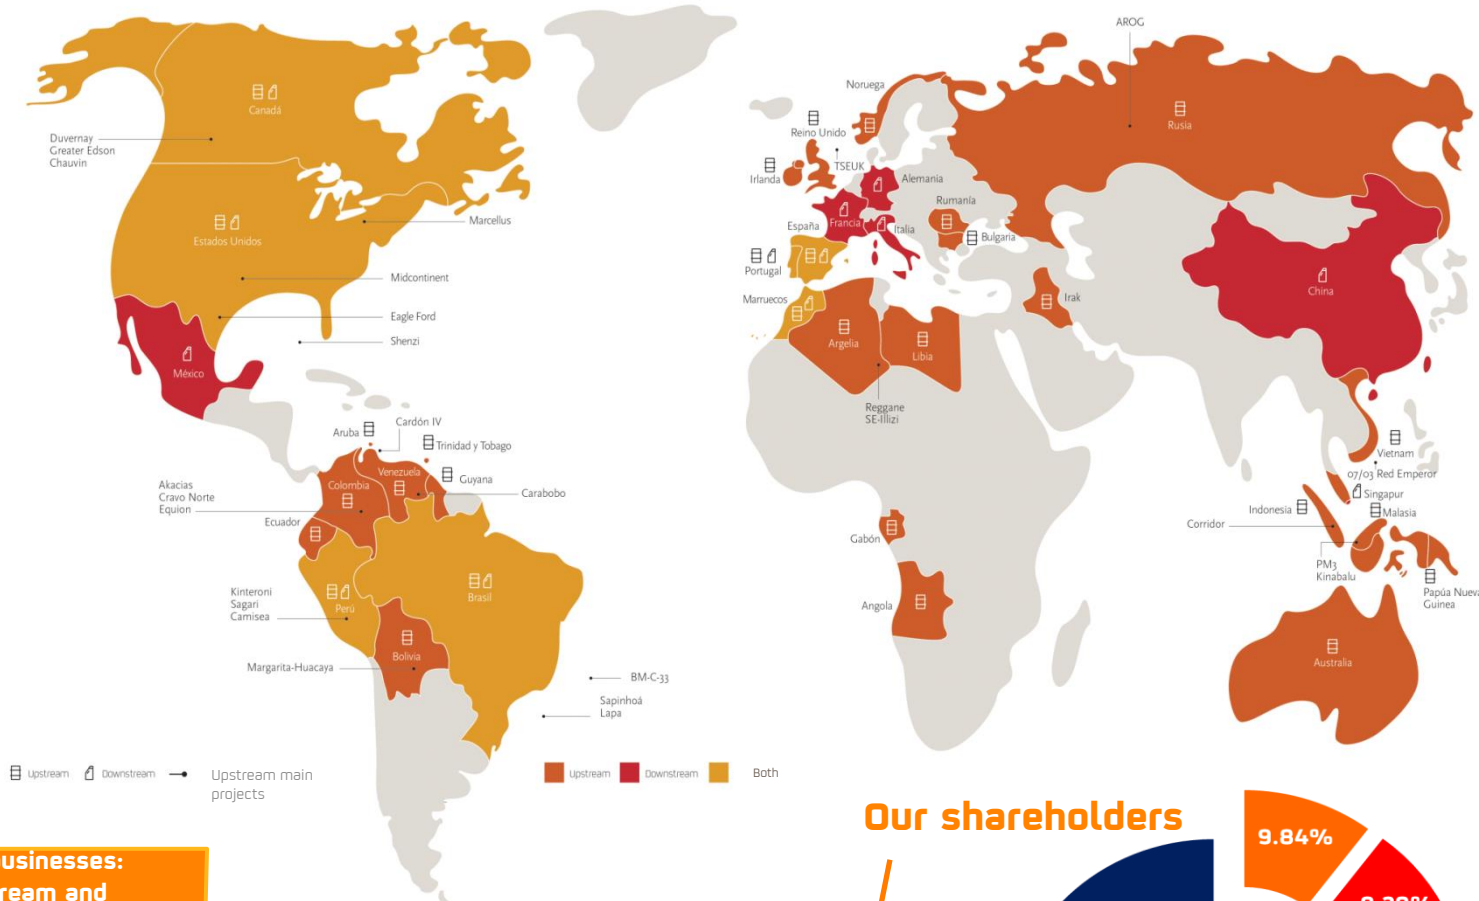 AROG
Noruega
Canadá
Rusia
Reino Unido
Duvernay
Greater Edson
Chauvin
TSEUK
Irlanda
Alemania
Rumanía
Marcellus
Francia
España
Italia
Estados Unidos
Bulgaria
Portugal
Midcontinent
China
Marruecos
Irak
Eagle Ford
Shenzi
Argelia
Libia
México
Reggane
SE-Illizi
Cardón IV
Aruba
Trinidad y Tobago
Vietnam
Venezuela
07/03 Red Emperor
Guyana
Akacias
Cravo Norte
Equion
Colombia
Carabobo
Singapur
Indonesia
Malasia
Ecuador
Corridor
Gabón
PM3
Kinabalu
Kinteroni
Sagari
Camisea
Perú
Brasil
Papúa Nueva
Guinea
Angola
Bolivia
Margarita-Huacaya
Australia
BM-C-33
Sapinhoá
Lapa
Upstream Downstream Upstream main
projects
Upstream Downstream Both
Our shareholders
9.84%
usinesses:
ream and